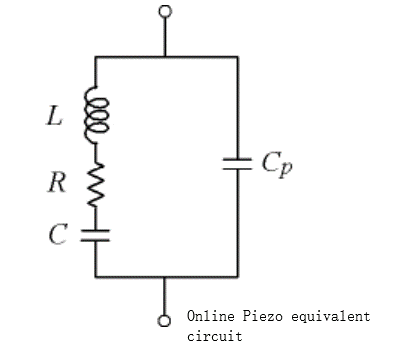 L
R
C
Cp
Online Piezo equivalent
circuit